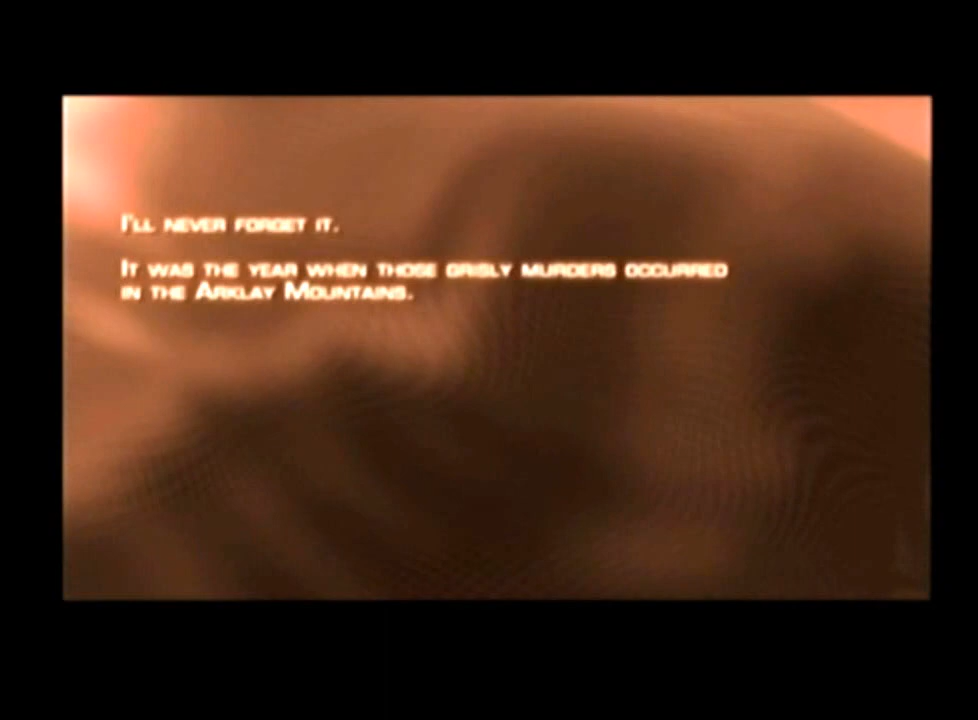 I'LL NEVER FORGET IT.
IT WAS THE YEAR WHEN THOSE GRISLY MURDERS OCCURRED
IN THE ARKLAY MOUNTAINS.